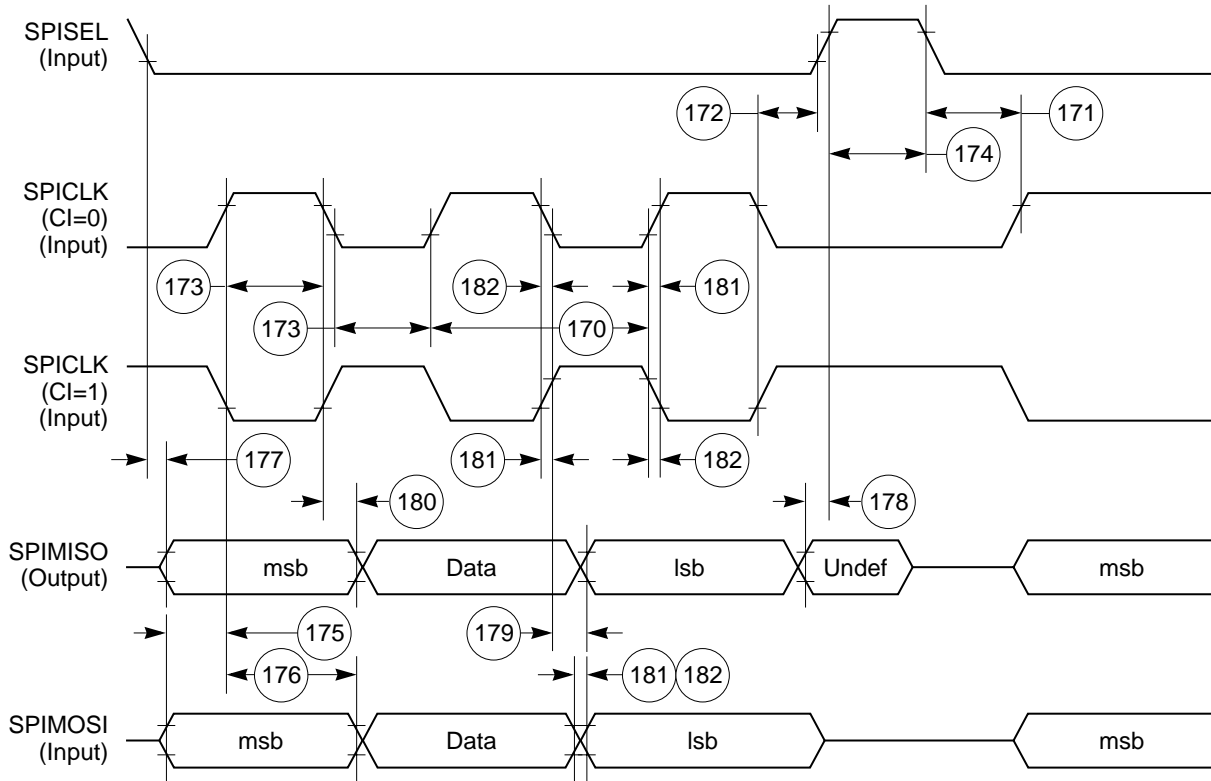 SPISEL
(Input)
172
171
174
SPICLK
(CI=0)
(Input)
173
182
181
173
170
SPICLK
(CI=1)
(Input)
177
181
182
180
178
SPIMISO
(Output)
msb
Data
lsb
Undef
msb
175
179
176
181
182
SPIMOSI
(Input)
msb
Data
lsb
msb